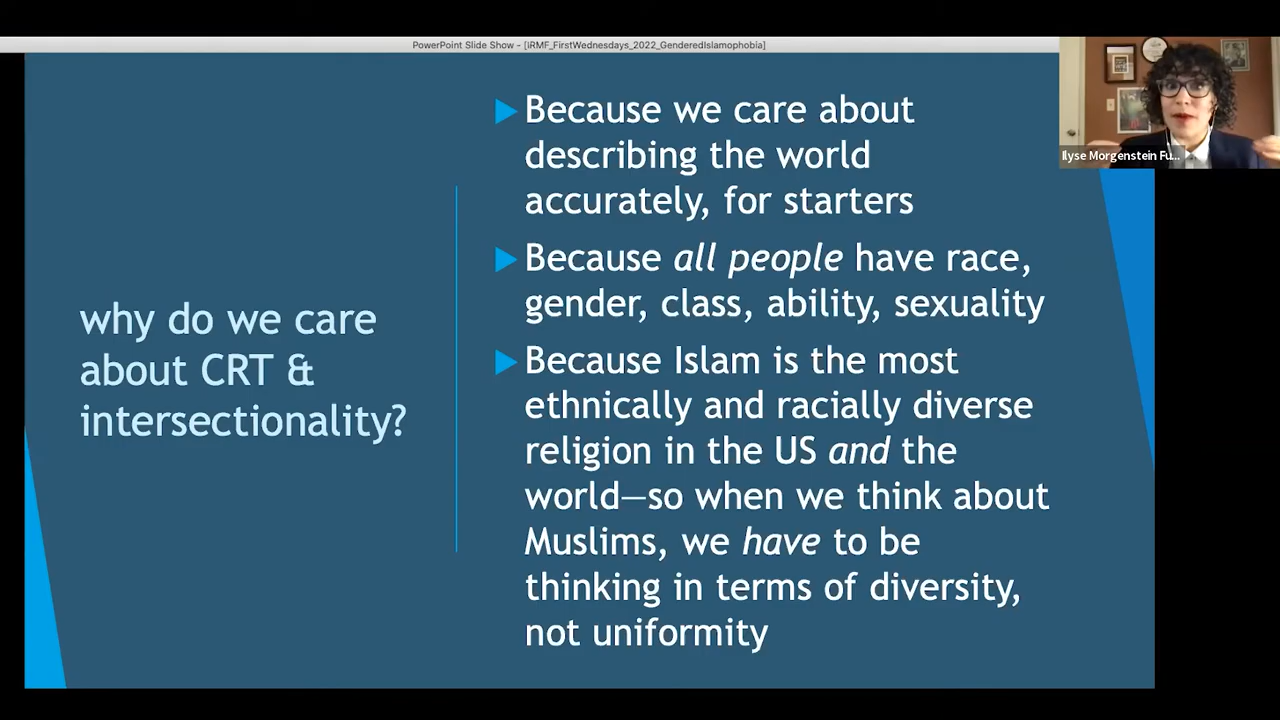 PowerPoint Slide Show - [iRMF_FirstWednesdays_2022_GenderedIslamophobia]
why do we care
about CRT &
intersectionality?
Because we care about
describing the world
accurately, for starters
Because all people have race,
gender, class, ability, sexuality
Because Islam is the most
ethnically and racially diverse
religion in the US and the
world—so when we think about
Muslims, we have to be
thinking in terms of diversity,
not uniformity
Ilyse Morgenstein Fu...